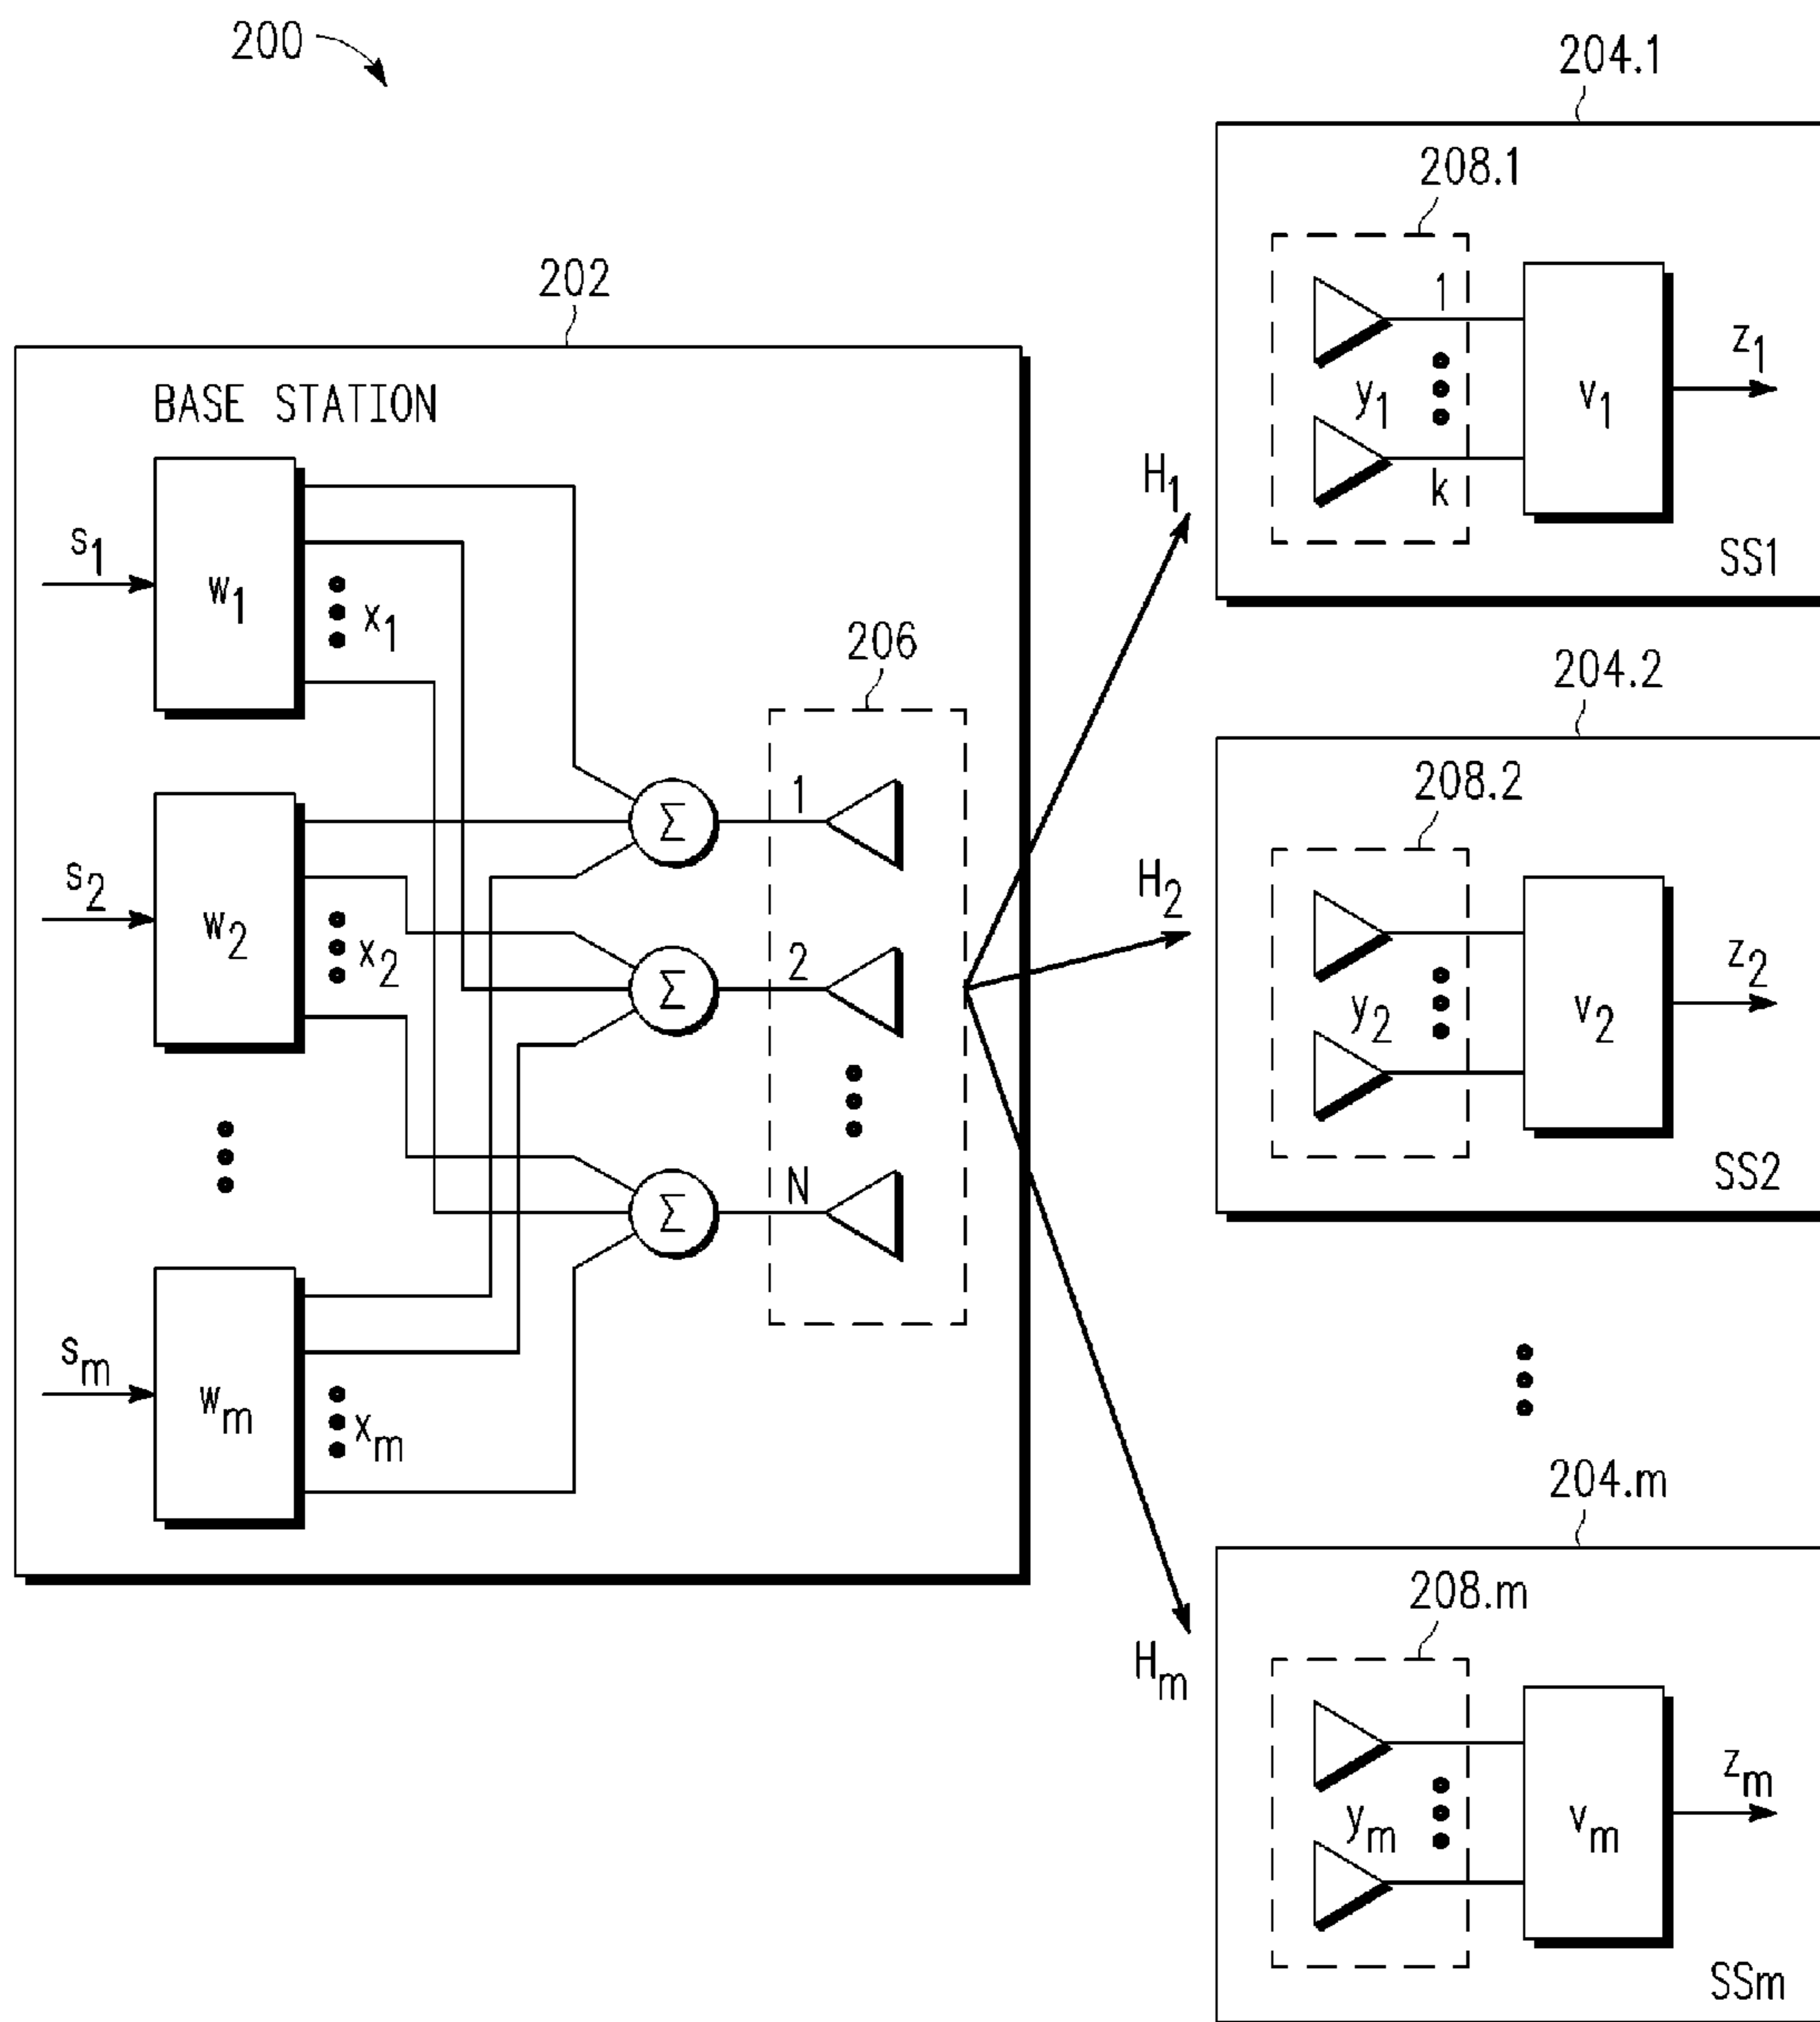 200
202
BASE STATION
s1
w1
x1
s2
w2
x2
sm
wm
xm
Σ
Σ
Σ
206
1
2
N
H1
H2
Hm
204.1
208.1
1
y1
k
v1
z1
SS1
204.2
208.2
y2
v2
z2
SS2
204.m
208.m
ym
vm
zm
SSm